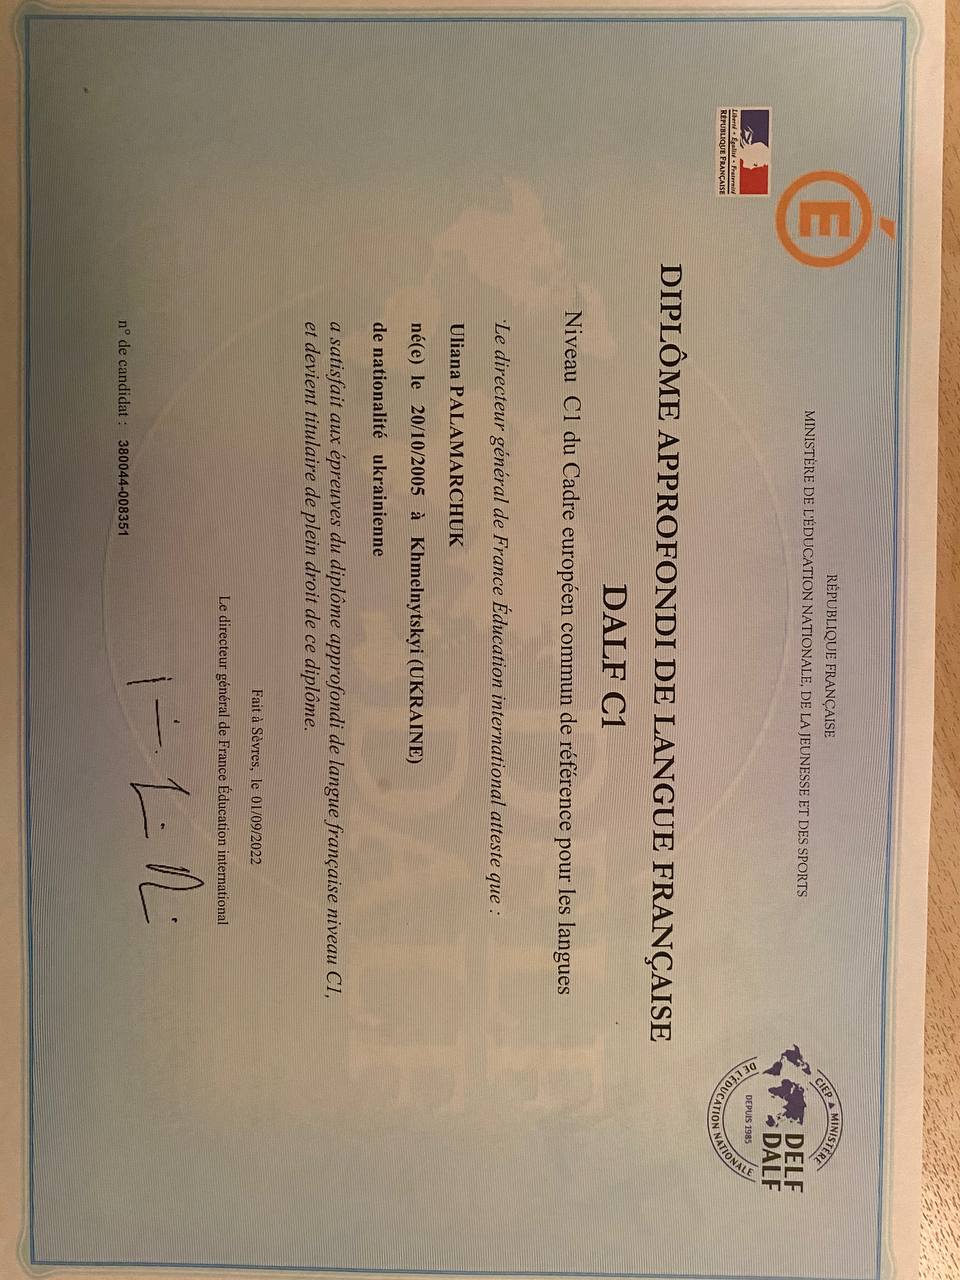 RÉPUBLIQUE FRANÇAISE
MINISTÈRE DE L'ÉDUCATION NATIONALE, DE LA JEUNESSE ET DES SPORTS
É
Liberté • Égalité • Fraternité
RÉPUBLIQUE FRANÇAISE
CIEP ▲ MINISTÈRE
DE L'ÉDUCATION NATIONALE
DELF
DALF
DEPUIS 1985
DIPLÔME APPROFONDI DE LANGUE FRANÇAISE
DALF C1
Niveau C1 du Cadre européen commun de référence pour les langues
Le directeur général de France Éducation international atteste que :
Uliana PALAMARCHUK
né(e) le 20/10/2005 à Khmelnytskyi (UKRAINE)
de nationalité ukrainienne
a satisfait aux épreuves du diplôme approfondi de langue française niveau C1,
et devient titulaire de plein droit de ce diplôme.
Fait à Sèvres, le 01/09/2022
Le directeur général de France Éducation international
n° de candidat : 380044-008351